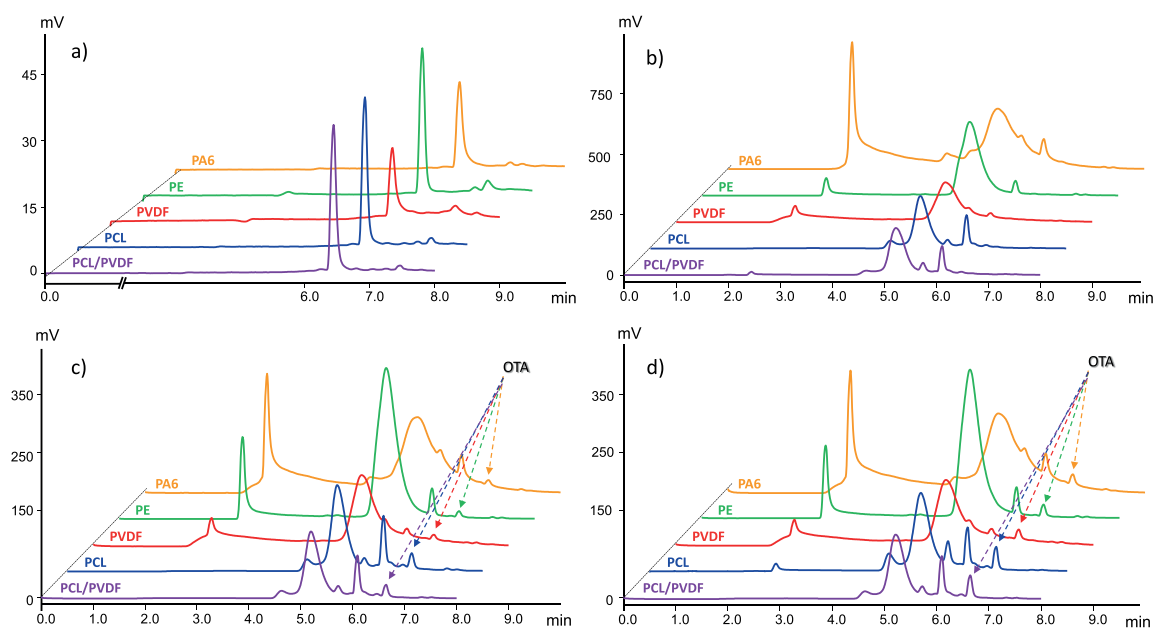 mV
a)
45
30
15
0
PA6
PE
PVDF
PCL
PCL/PVDF
0.0 6.0 7.0 8.0 9.0
min
mV
b)
750
500
250
0
PA6
PE
PVDF
PCL
PCL/PVDF
0.0 1.0 2.0 3.0 4.0 5.0 6.0 7.0 8.0 9.0
min
mV
c)
OTA
350
250
150
0
PA6
PE
PVDF
PCL
PCL/PVDF
0.0 1.0 2.0 3.0 4.0 5.0 6.0 7.0 8.0 9.0
min
mV
d)
OTA
350
250
150
0
PA6
PE
PVDF
PCL
PCL/PVDF
0.0 1.0 2.0 3.0 4.0 5.0 6.0 7.0 8.0 9.0
min